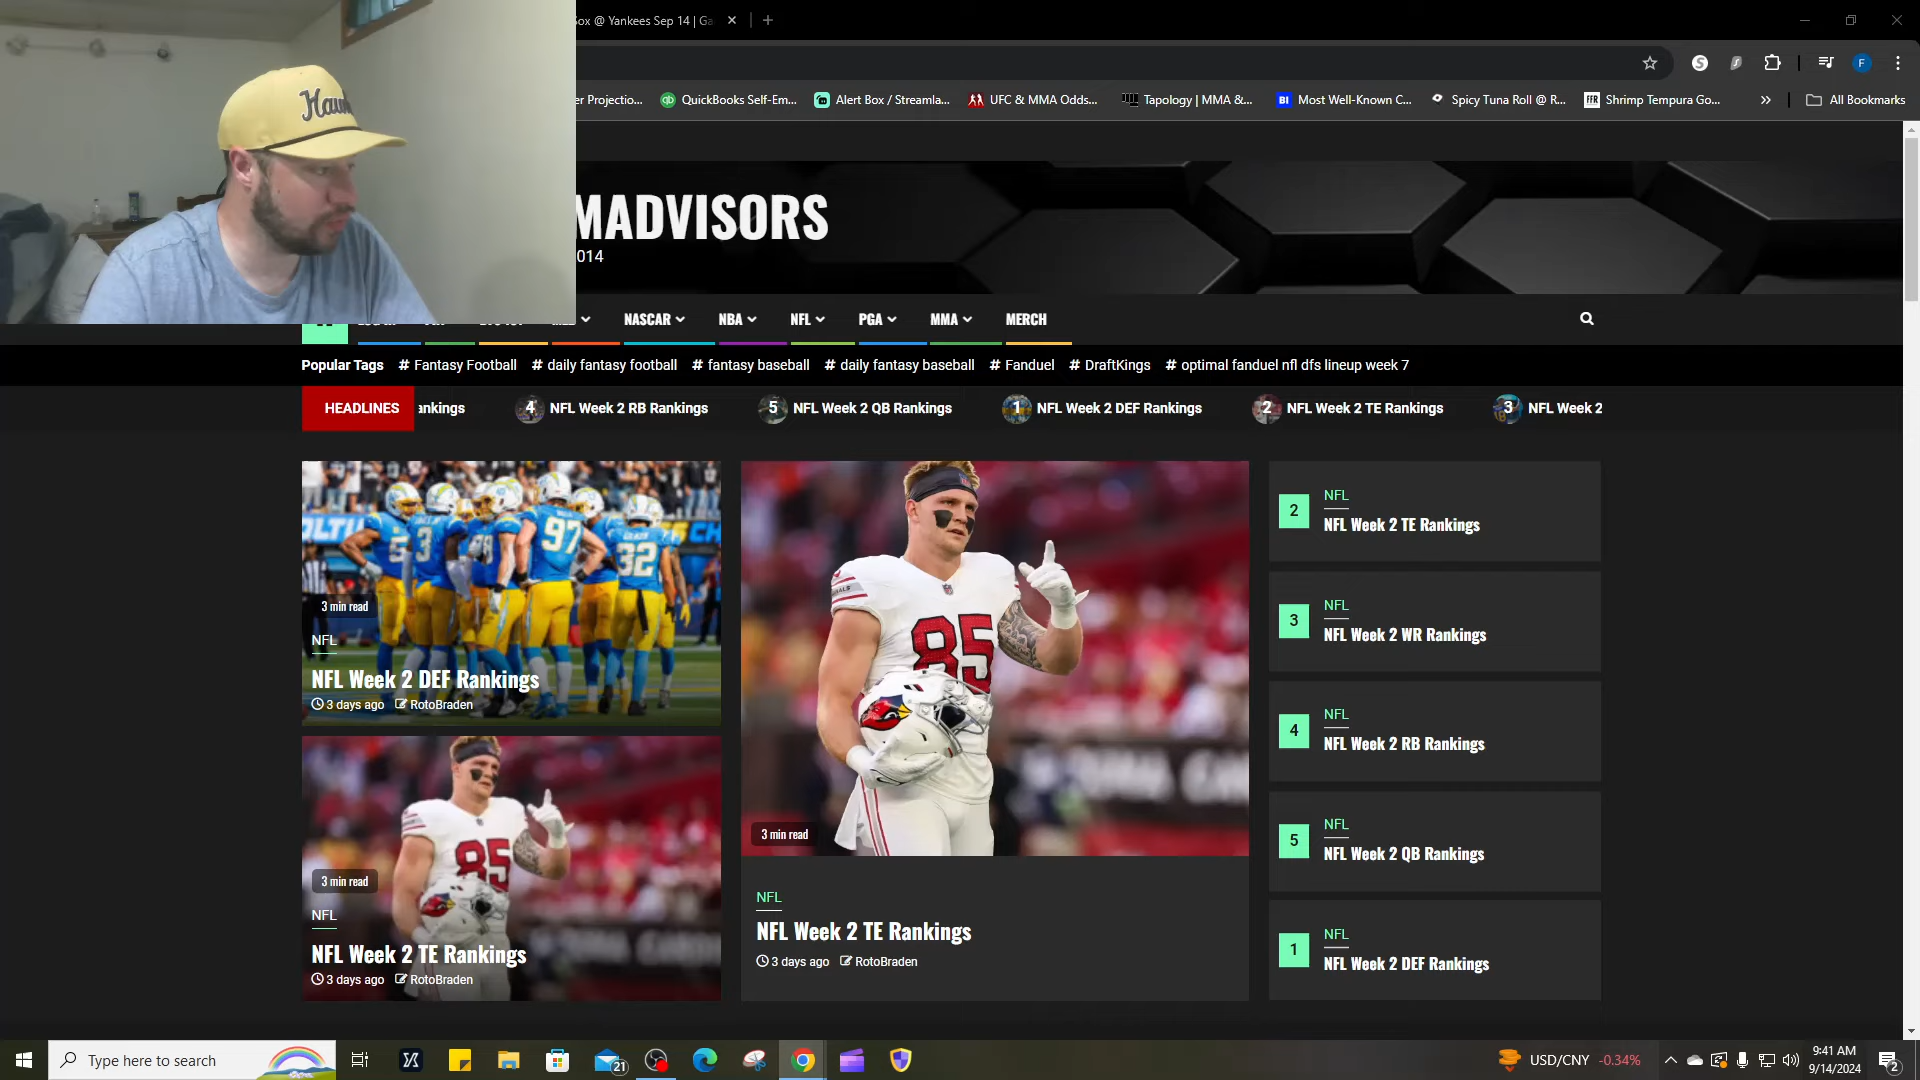 ox @ Yankees Sep 14 | Ga
er Projectio...
QuickBooks Self-Em...
Alert Box / Streamla...
UFC & MMA Odds...
Tapology | MMA &...
BI
Most Well-Known C...
Spicy Tuna Roll @ R...
FFR
Shrimp Tempura Go...
All Bookmarks
F
MADVISORS
014
NASCAR
NBA
NFL
PGA
MMA
MERCH
Popular Tags
# Fantasy Football
# daily fantasy football
# fantasy baseball
# daily fantasy baseball
# Fanduel
# DraftKings
# optimal fanduel nfl dfs lineup week 7
HEADLINES
ankings
4 NFL Week 2 RB Rankings
5 NFL Week 2 QB Rankings
1 NFL Week 2 DEF Rankings
2 NFL Week 2 TE Rankings
3 NFL Week 2
3 min read
NFL
NFL Week 2 DEF Rankings
3 days ago RotoBraden
97
3
32
85
3 min read
NFL
NFL Week 2 TE Rankings
3 days ago RotoBraden
85
3 min read
NFL
NFL Week 2 TE Rankings
3 days ago RotoBraden
2
NFL
NFL Week 2 TE Rankings
3
NFL
NFL Week 2 WR Rankings
4
NFL
NFL Week 2 RB Rankings
5
NFL
NFL Week 2 QB Rankings
1
NFL
NFL Week 2 DEF Rankings
Type here to search
21
USD/CNY -0.34%
9:41 AM
9/14/2024
2